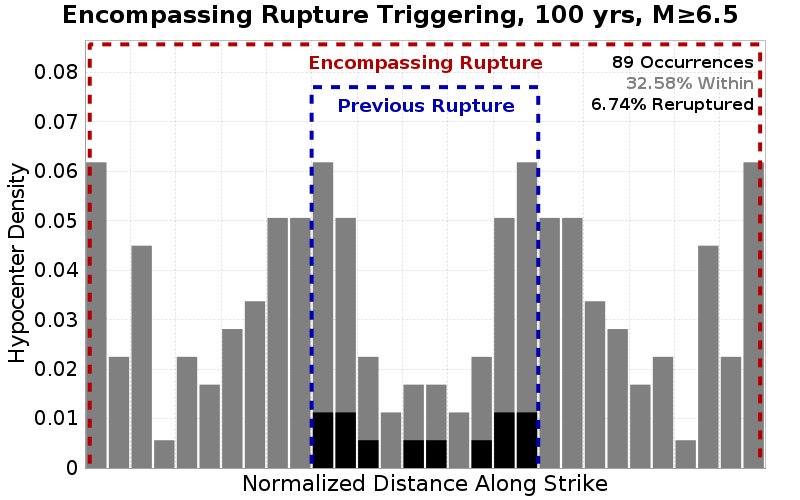 Encompassing Rupture Triggering, 100 yrs, M≥6.5
Encompassing Rupture
89 Occurrences
32.58% Within
6.74% Reruptured
Previous Rupture
Hypocenter Density
0.08
0.07
0.06
0.05
0.04
0.03
0.02
0.01
0
Normalized Distance Along Strike